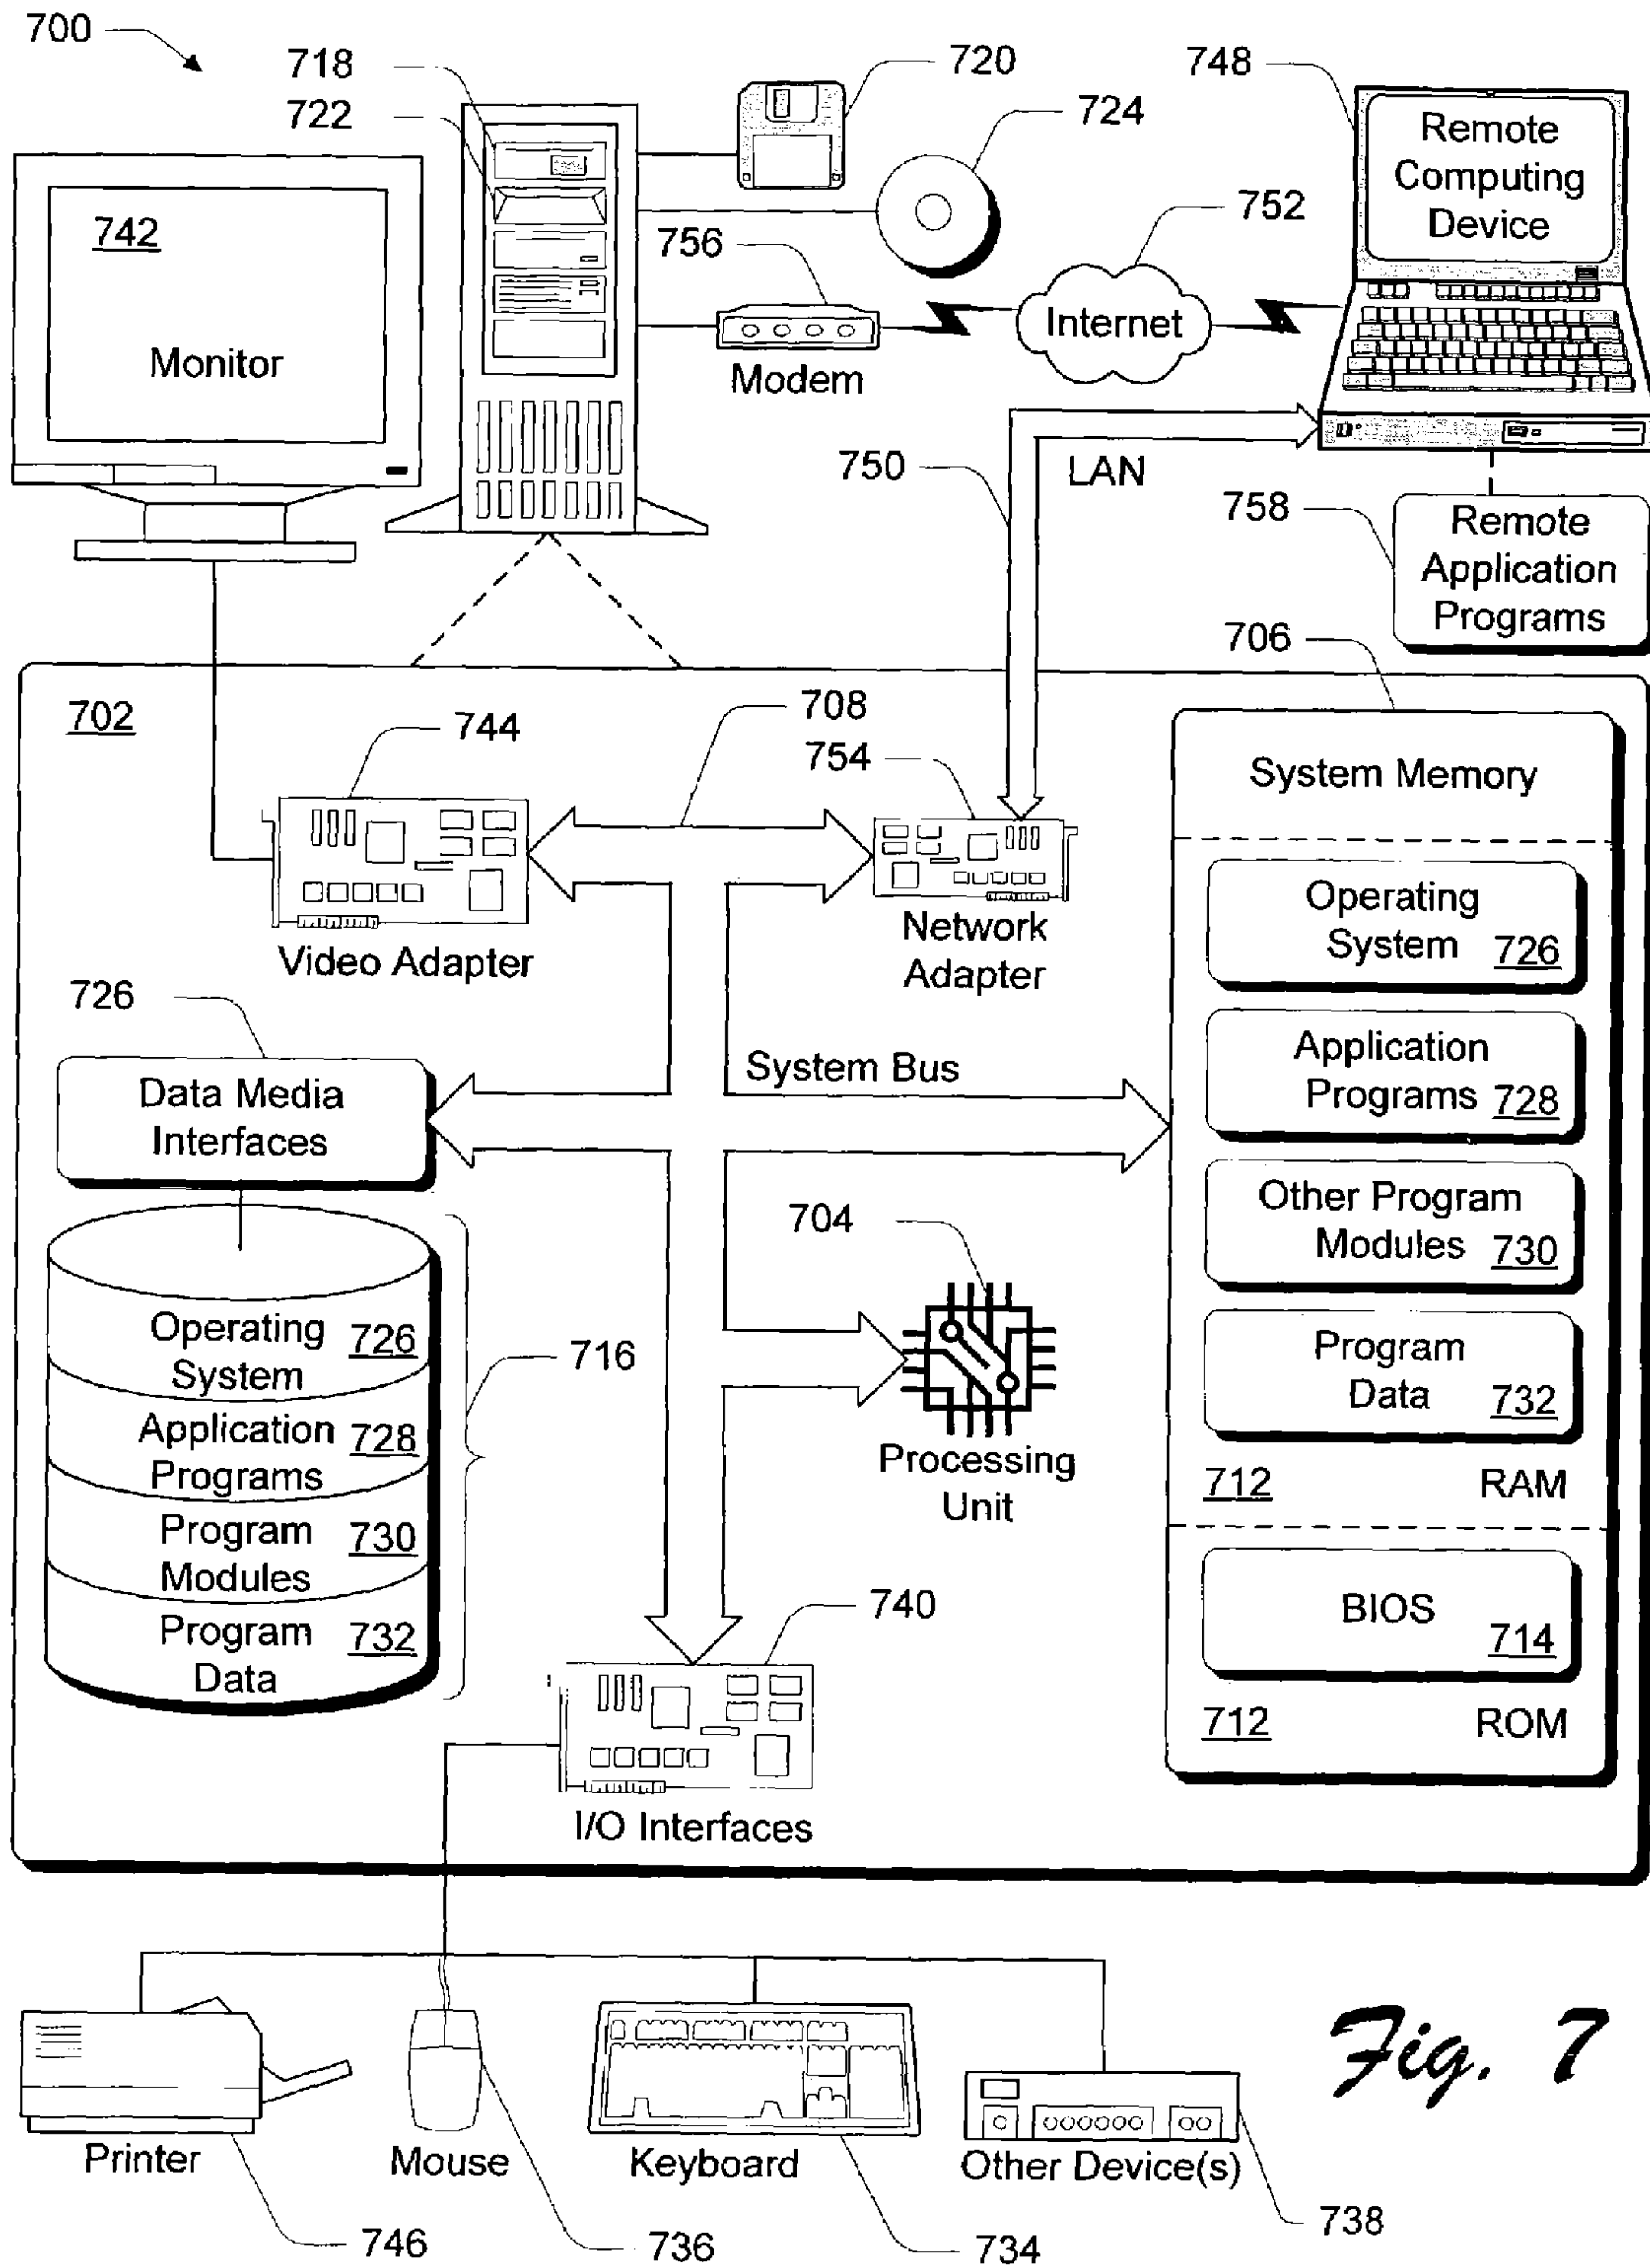 700
718
722
720
724
748
Remote
Computing
Device
742
Monitor
756
Modem
752
Internet
750
LAN
758
Remote
Application
Programs
706
702
744
708
754
Video Adapter
Network
Adapter
System Memory
Operating
System 726
Application
Programs 728
Other Program
Modules 730
Program
Data 732
712 RAM
BIOS
714
712 ROM
726
Data Media
Interfaces
System Bus
704
Processing
Unit
Operating
System 726
Application
Programs 728
Program
Modules 730
Program
Data 732
716
740
I/O Interfaces
Printer
Mouse
Keyboard
Other Device(s)
746
736
734
738
Fig. 7